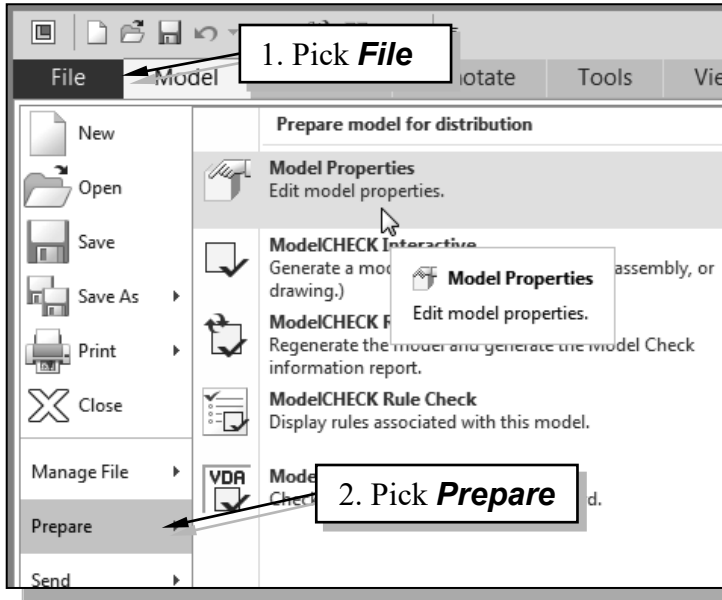 1. Pick File
File
Model
notate
Tools
Vie
New
Open
Save
Save As
Print
Close
Manage File
Prepare
Send
Prepare model for distribution
Model Properties
Edit model properties.
ModelCHECK Interactive
Generate a mo assembly, or
drawing.)
Model Properties
Edit model properties.
ModelCHECK R
Regenerate the model and generate the Model Check
information report.
ModelCHECK Rule Check
Display rules associated with this model.
VDA
Mode
Check d.
2. Pick Prepare